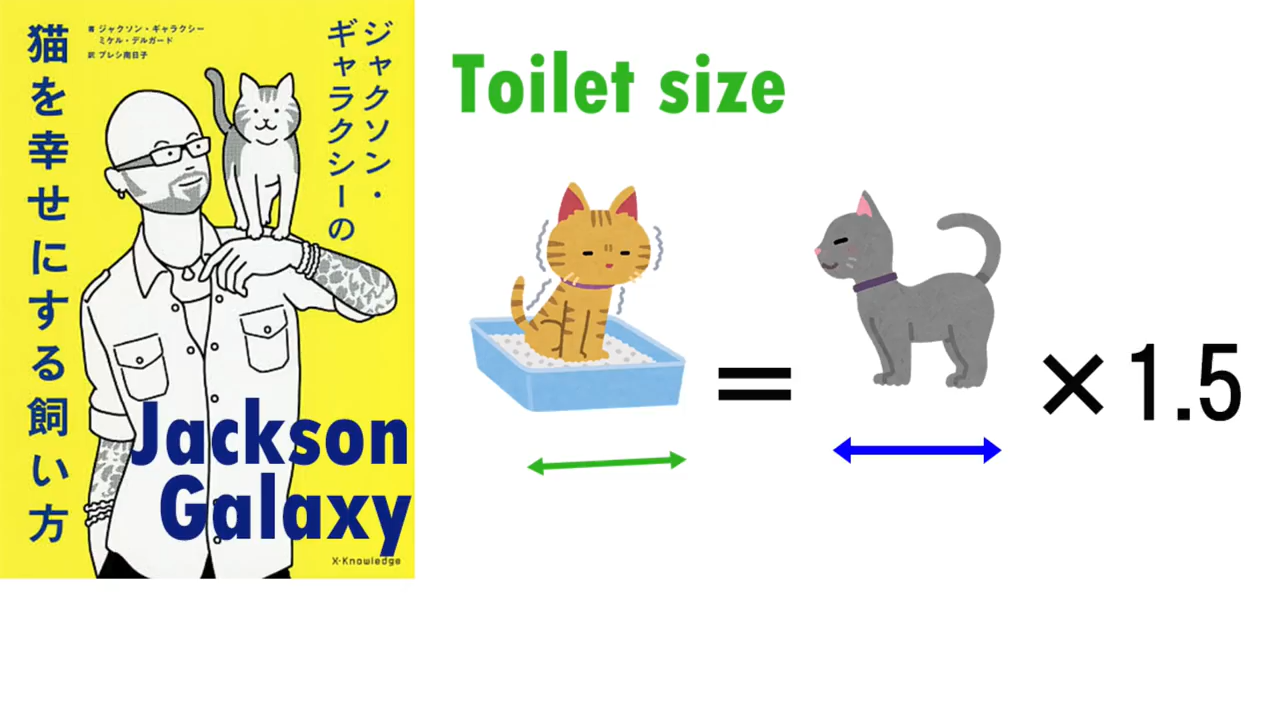 ジャクソン・
ギャラクシーの
猫を幸せにする飼い方
著 ジャクソン・ギャラクシー
ミケル・デルガード
訳 プレシ南日子
Jackson
Galaxy
X-Knowledge
Toilet size
= ×1.5